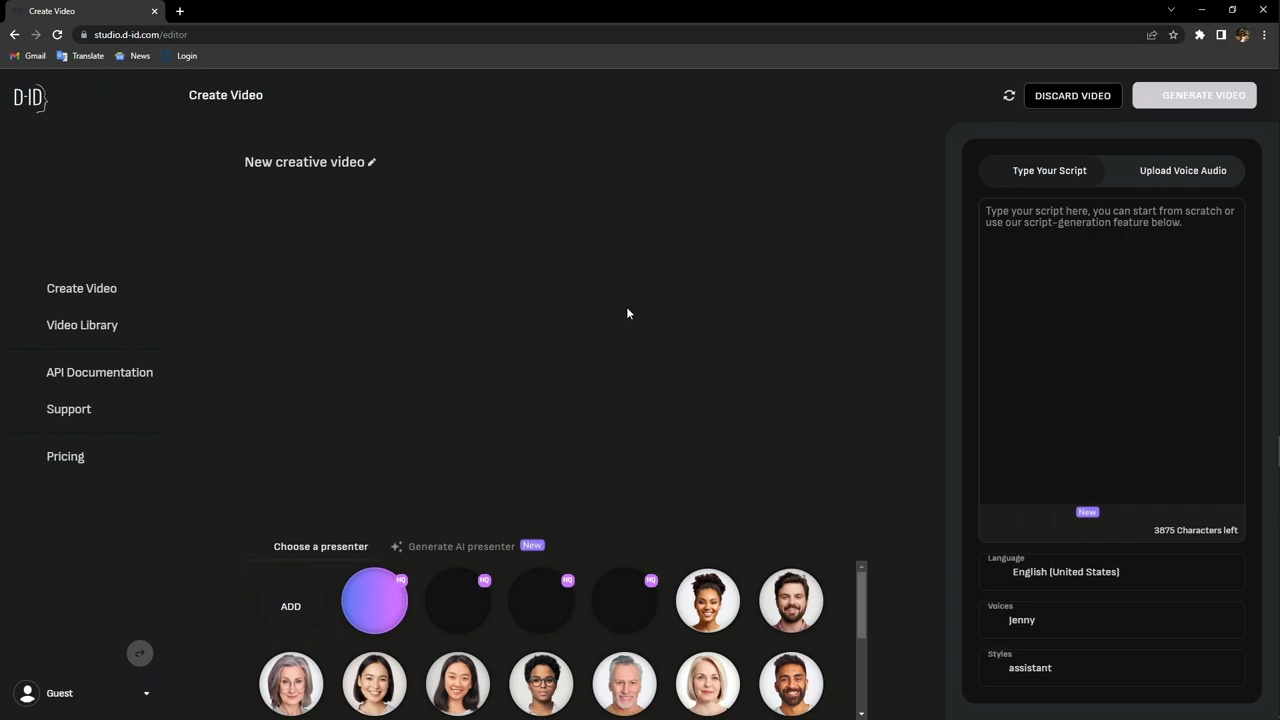 Create Video
studio.d-id.com/editor
Gmail
Translate
News
Login
D-ID
Create Video
DISCARD VIDEO
GENERATE VIDEO
New creative video
Type Your Script
Upload Voice Audio
Type your script here, you can start from scratch or
use our script-generation feature below.
Create Video
Video Library
API Documentation
Support
Pricing
New
3875 Characters left
Choose a presenter
Generate AI presenter
New
Language
English (United States)
HQ
HQ
HQ
HQ
ADD
Voices
Jenny
Styles
assistant
Guest